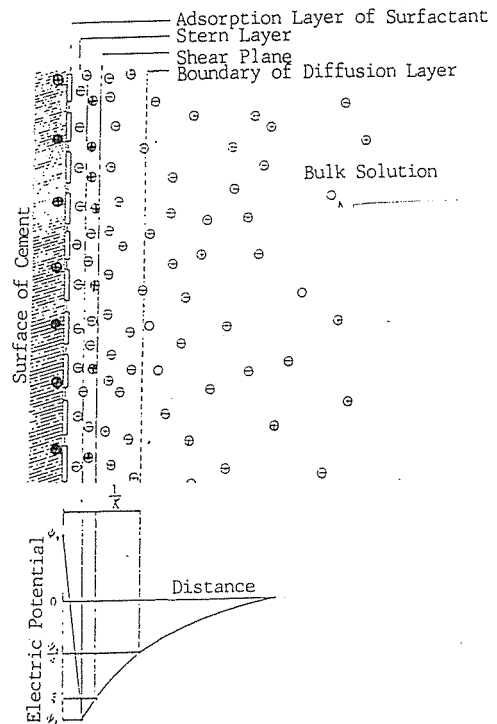 Adsorption Layer of Surfactant
Stern Layer
Shear Plane
Boundary of Diffusion Layer
Bulk Solution
Surface of Cement
1/K
Distance
Electric Potential
0